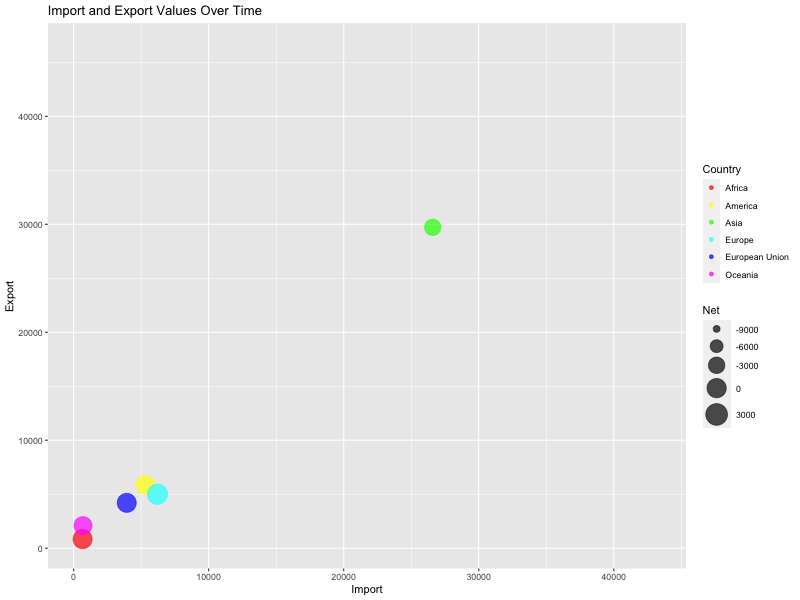 Import and Export Values Over Time
Export
40000
30000
20000
10000
0
0
10000
20000
30000
40000
Import
Country
Africa
America
Asia
Europe
European Union
Oceania
Net
-9000
-6000
-3000
0
3000